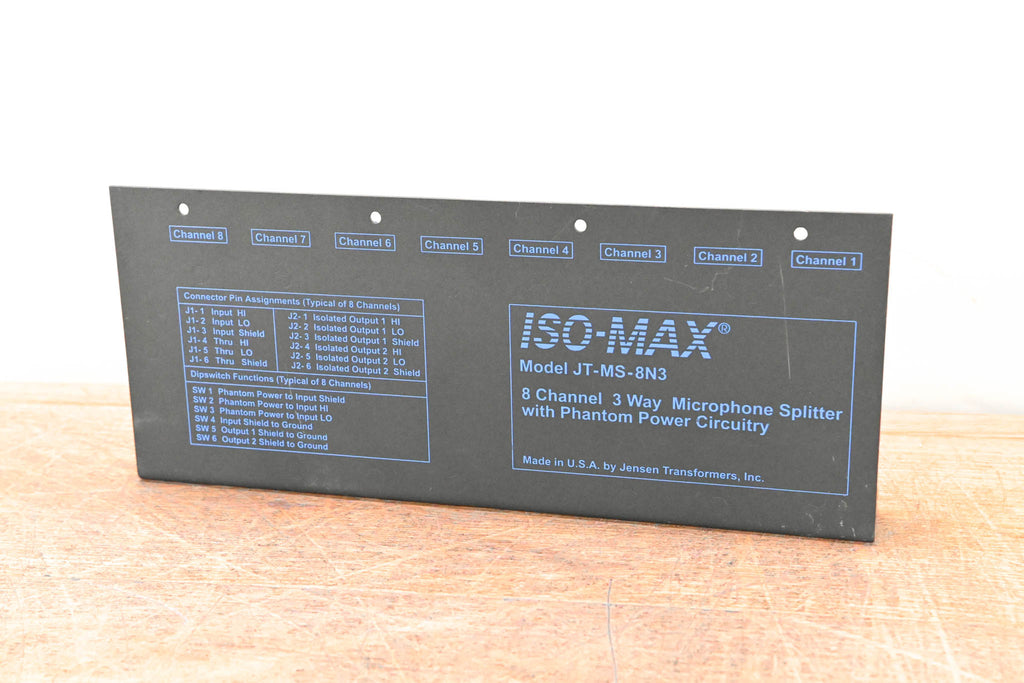 Channel 8 Channel 7 Channel 6 Channel 5 Channel 4 Channel 3 Channel 2 Channel 1
Connector Pin Assignments (Typical of 8 Channels)
J1- 1 Input HI
J1- 2 Input LO
J1- 3 Input Shield
J1- 4 Thru HI
J1- 5 Thru LO
J1- 6 Thru Shield
J2- 1 Isolated Output 1 HI
J2- 2 Isolated Output 1 LO
J2- 3 Isolated Output 1 Shield
J2- 4 Isolated Output 2 HI
J2- 5 Isolated Output 2 LO
J2- 6 Isolated Output 2 Shield
Dipswitch Functions (Typical of 8 Channels)
SW 1 Phantom Power to Input Shield
SW 2 Phantom Power to Input HI
SW 3 Phantom Power to Input LO
SW 4 Input Shield to Ground
SW 5 Output 1 Shield to Ground
SW 6 Output 2 Shield to Ground
ISO-MAX®
Model JT-MS-8N3
8 Channel 3 Way Microphone Splitter
with Phantom Power Circuitry
Made in U.S.A. by Jensen Transformers, Inc.